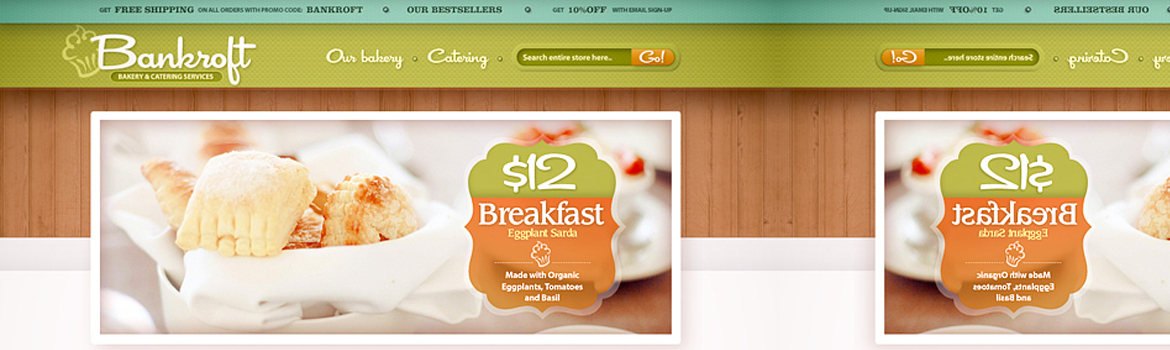 GET FREE SHIPPING ON ALL ORDERS WITH PROMO CODE: BANKROFT OUR BESTSELLERS GET 10% OFF WITH EMAIL SIGN-UP
Bankroft
BAKERY & CATERING SERVICES
Our bakery Catering Search entire store here.. Go!
$12
Breakfast
Eggplant Sarda
Made with Organic
Eggplants, Tomatoes
and Basil
GET 10% OFF WITH EMAIL SIGN-UP OUR BESTSELLERS
Catering Search entire store here.. Go!
$12
Breakfast
Eggplant Sarda
Made with Organic
Eggplants, Tomatoes
and Basil